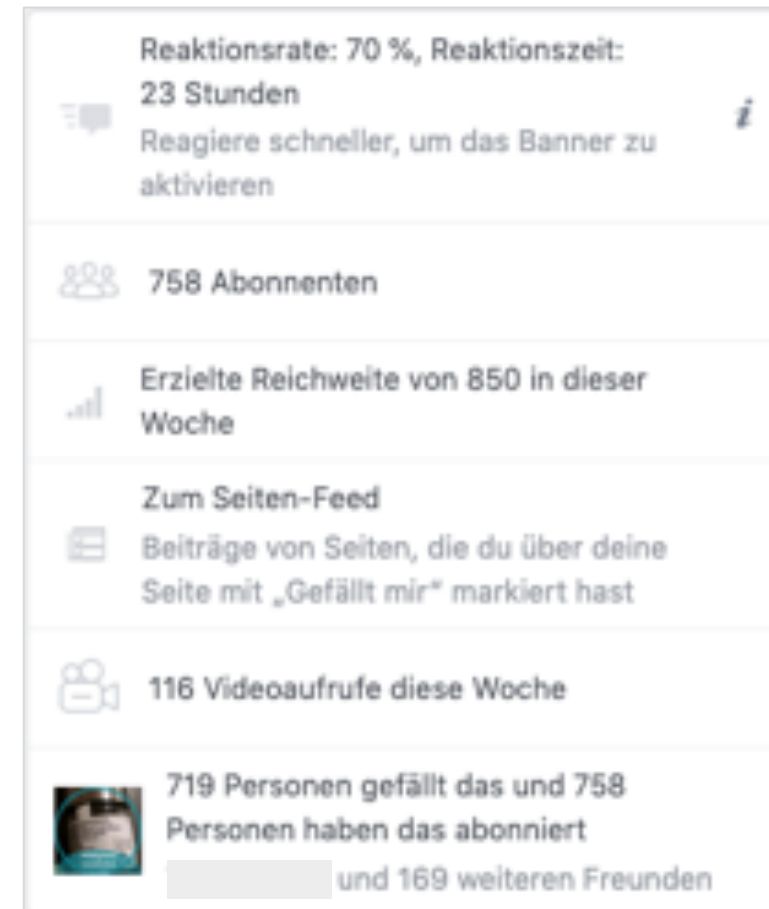 Reaktionsrate: 70 %, Reaktionszeit:
23 Stunden
Reagiere schneller, um das Banner zu
aktivieren
758 Abonnenten
Erzielte Reichweite von 850 in dieser
Woche
Zum Seiten-Feed
Beiträge von Seiten, die du über deine
Seite mit „Gefällt mir“ markiert hast
116 Videoaufrufe diese Woche
719 Personen gefällt das und 758
Personen haben das abonniert
und 169 weiteren Freunden